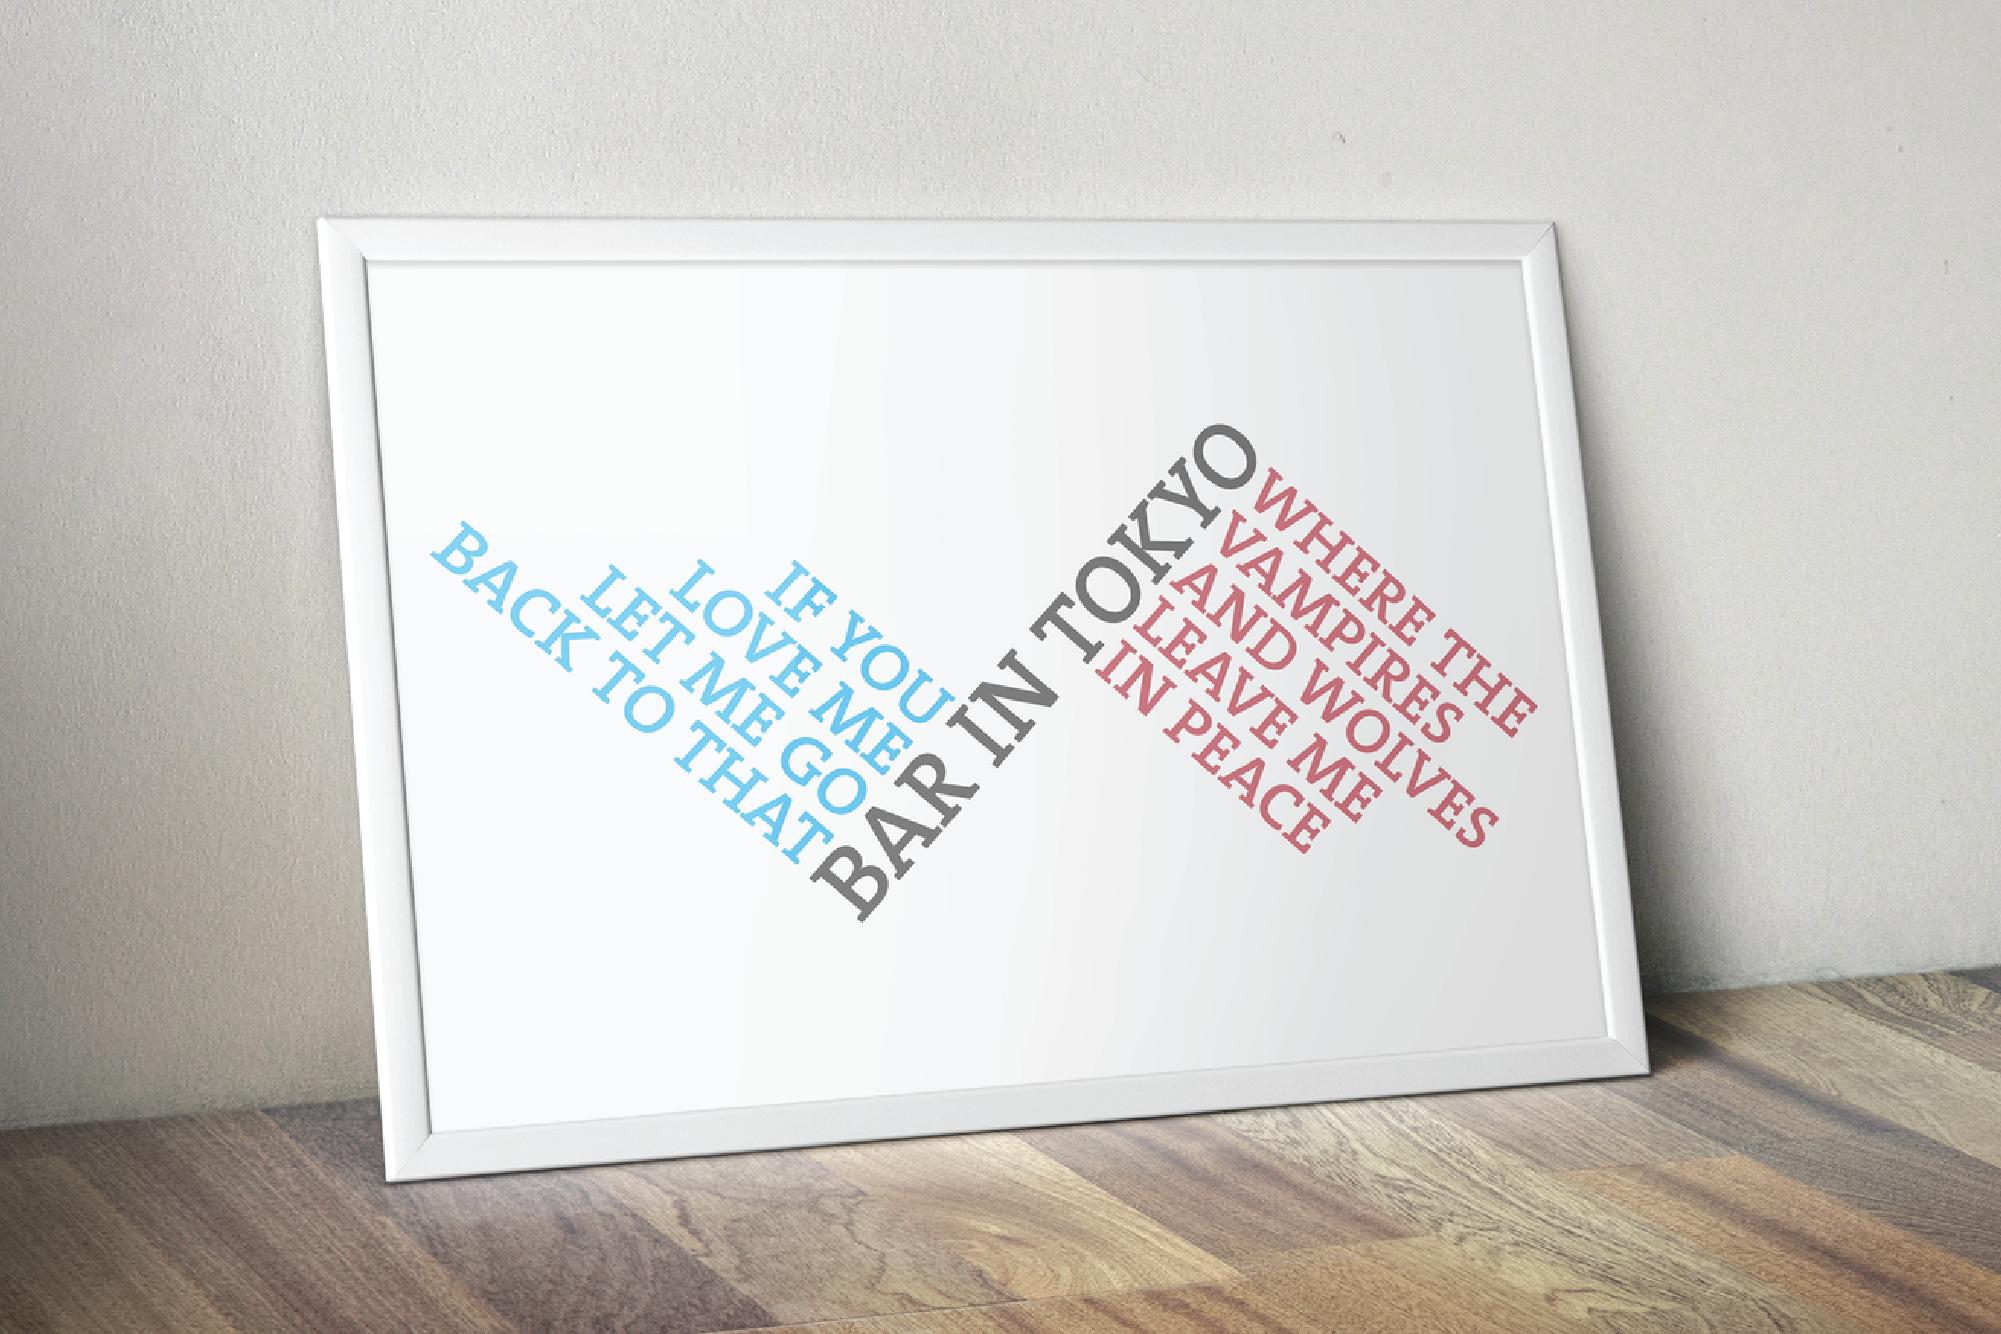 IF YOU
LOVE ME
LET ME GO
BACK TO THAT
BAR IN TOKYO
WHERE THE
VAMPIRES
AND WOLVES
LEAVE ME
IN PEACE